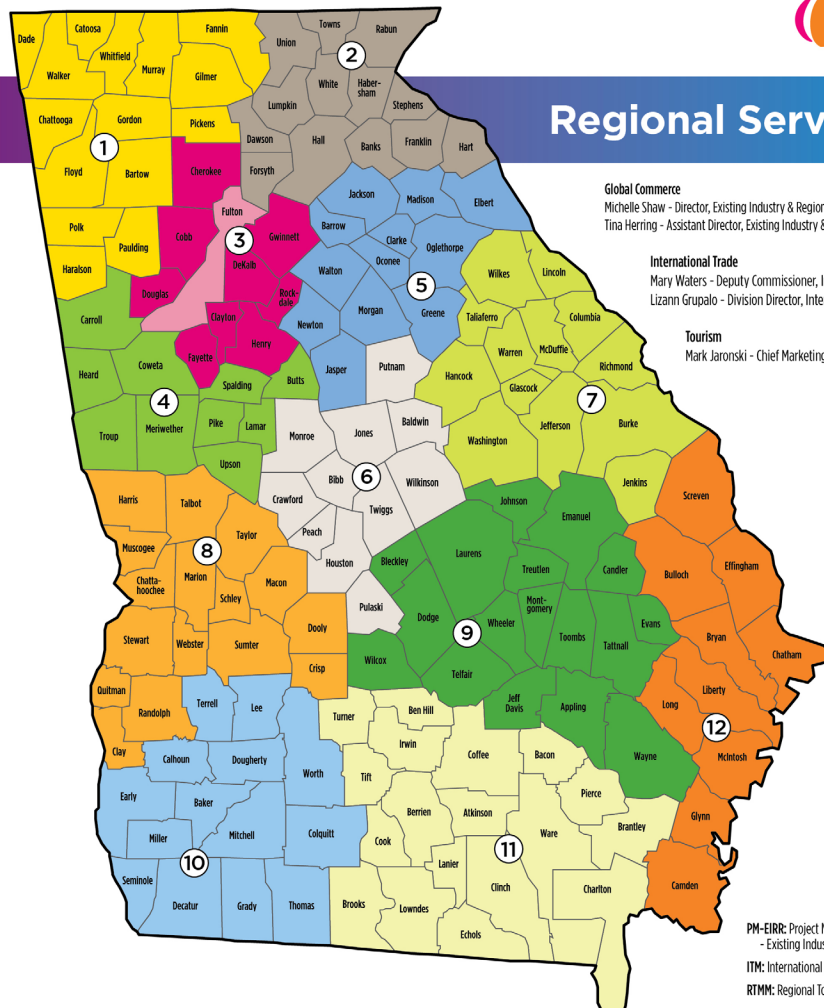 Regional Serv
Global Commerce
Michelle Shaw - Director, Existing Industry & Region
Tina Herring - Assistant Director, Existing Industry &
International Trade
Mary Waters - Deputy Commissioner, I
Lizann Grupalo - Division Director, Inte
Tourism
Mark Jaronski - Chief Marketing
Dade
Catoosa
Whitfield
Walker
Murray
Fannin
Gilmer
Chattooga
Gordon
Pickens
1
Floyd
Bartow
Polk
Paulding
Haralson
Union
Towns
Rabun
2
White
Haber-
sham
Lumpkin
Stephens
Dawson
Hall
Banks
Franklin
Hart
Forsyth
Cherokee
Fulton
Cobb
3
Gwinnett
DeKalb
Douglas
Rock-
dale
Clayton
Henry
Fayette
Jackson
Madison
Elbert
Barrow
Clarke
Oglethorpe
Oconee
Walton
5
Morgan
Greene
Newton
Jasper
Carroll
Heard
Coweta
Spalding
Butts
4
Troup
Meriwether
Pike
Lamar
Upson
Putnam
Monroe
Jones
Baldwin
Bibb
6
Wilkinson
Crawford
Twiggs
Peach
Houston
Pulaski
Wilkes
Lincoln
Taliaferro
Columbia
Warren
McDuffie
Richmond
Hancock
Glascock
7
Washington
Jefferson
Burke
Jenkins
Harris
Talbot
Taylor
Muscogee
8
Chatta-
hoochee
Marion
Macon
Schley
Dooly
Stewart
Webster
Sumter
Crisp
Quitman
Randolph
Clay
Johnson
Emanuel
Bleckley
Laurens
Treutlen
Candler
Dodge
9
Wheeler
Mont-
gomery
Toombs
Tattnall
Evans
Wilcox
Telfair
Jeff
Davis
Appling
Wayne
Terrell
Lee
Calhoun
Dougherty
Worth
Early
Baker
Miller
Mitchell
Colquitt
10
Seminole
Decatur
Grady
Thomas
Turner
Ben Hill
Irwin
Coffee
Bacon
Tift
Pierce
Berrien
Atkinson
Ware
Brantley
Cook
11
Lanier
Clinch
Charlton
Brooks
Lowndes
Echols
Screven
Bulloch
Effingham
Bryan
Chatham
Long
Liberty
12
McIntosh
Glynn
Camden
PM-EIRR: Project M
- Existing Indus
ITM: International
RTMM: Regional To